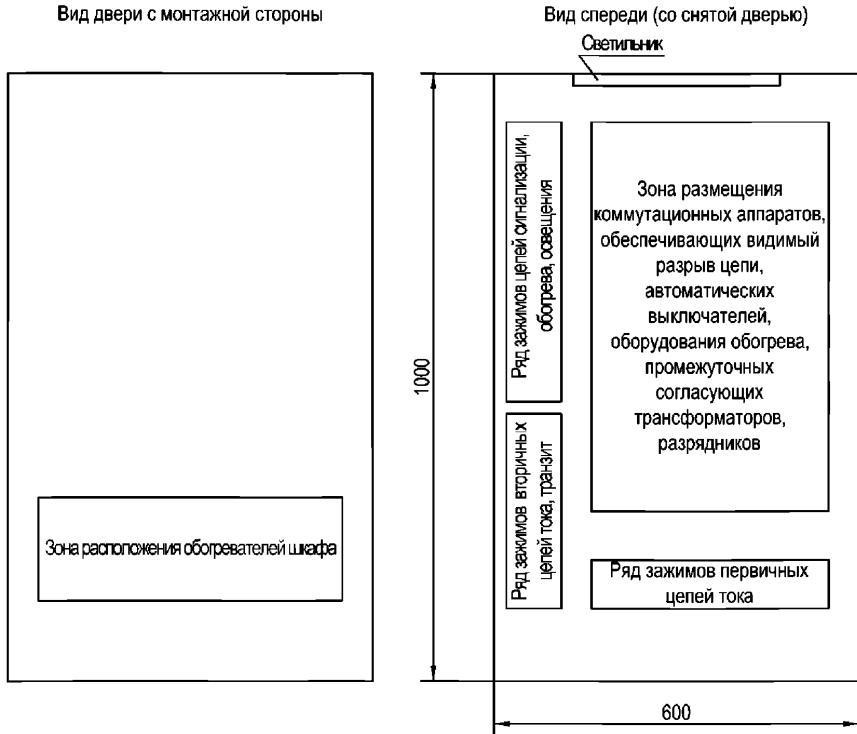 Вид двери с монтажной стороны
Зона расположения обогревателей шкафа
Вид спереди (со снятой дверью)
Светильник
Ряд зажимов цепей сигнализации,
обогрева, освещения
Зона размещения
коммутационных аппаратов,
обеспечивающих видимый
разрыв цепи,
автоматических
выключателей,
оборудования обогрева,
промежуточных
согласующих
трансформаторов,
разрядников
1000
Ряд зажимов вторичных
цепей тока, транзит
Ряд зажимов первичных
цепей тока
600